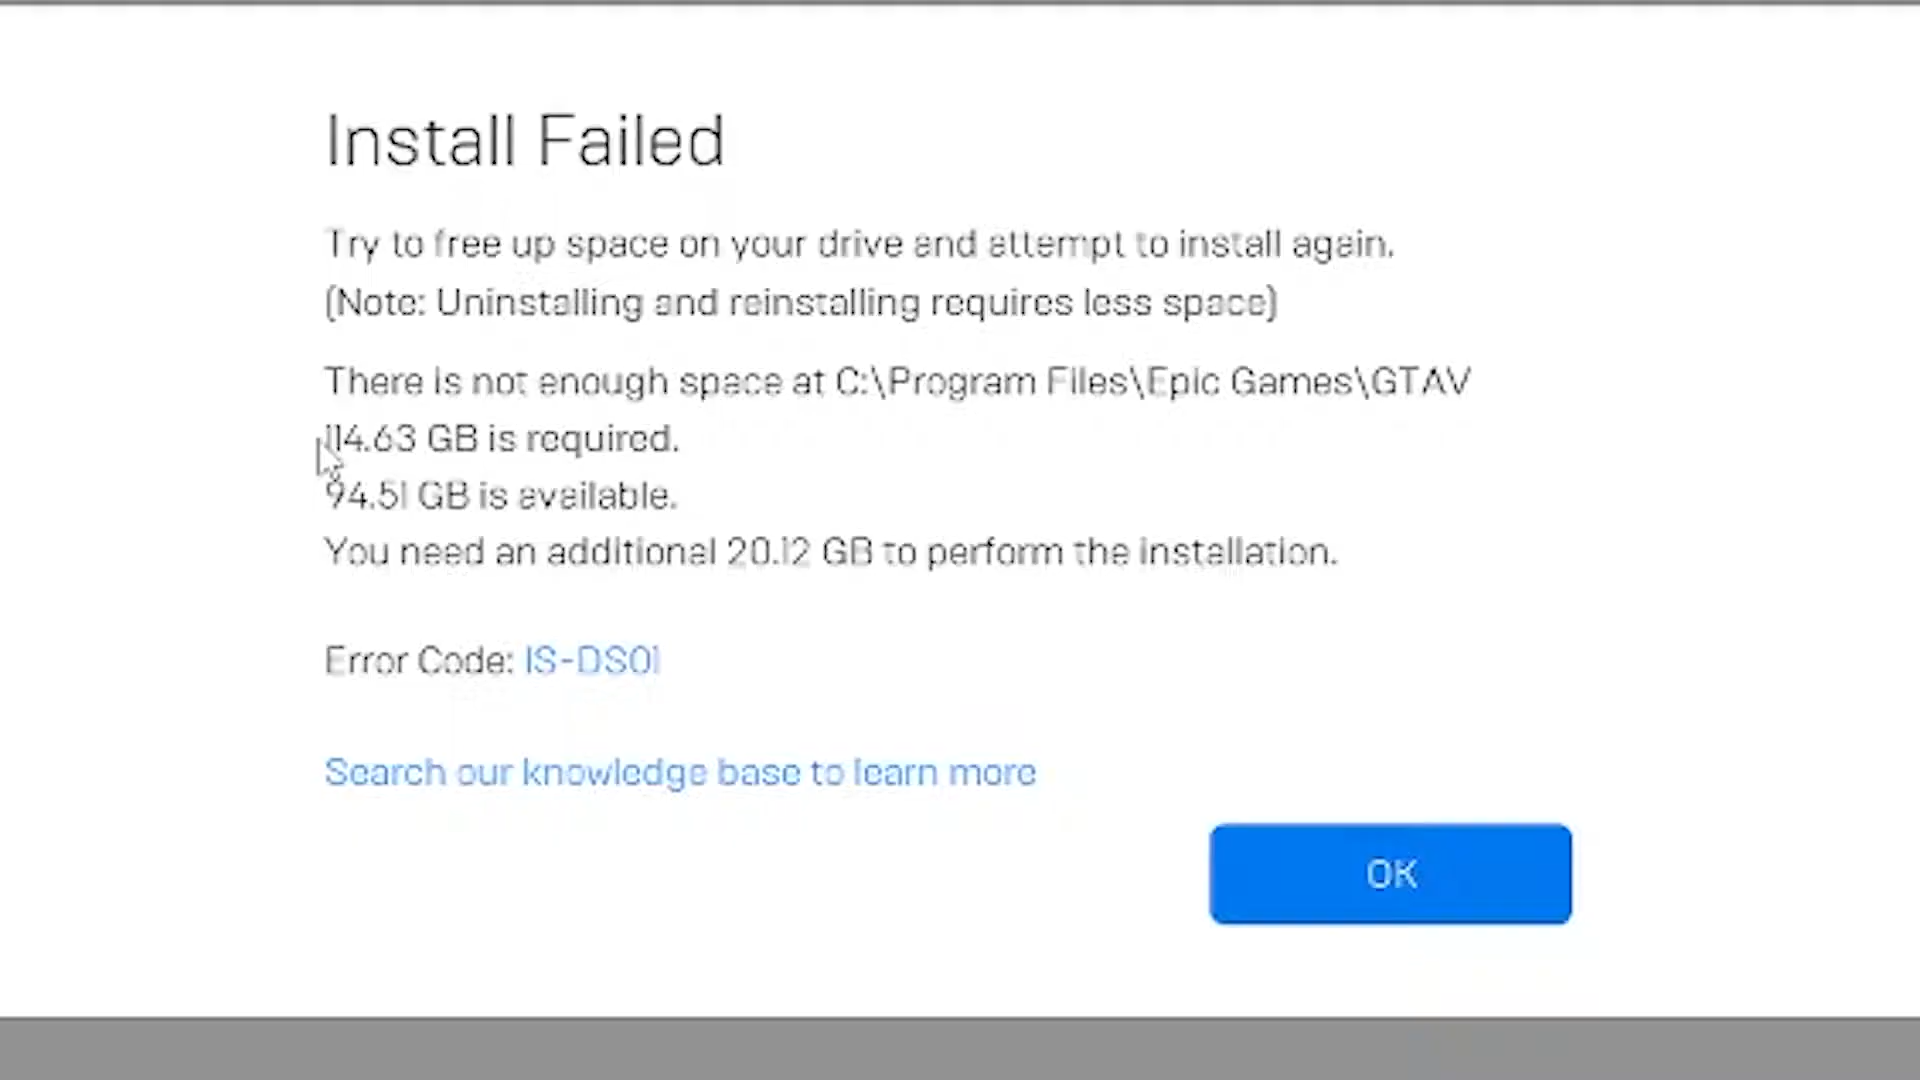 Install Failed
Try to free up space on your drive and attempt to install again.
(Note: Uninstalling and reinstalling requires less space)
There is not enough space at C:\Program Files\Epic Games\GTAV
114.63 GB is required.
94.51 GB is available.
You need an additional 20.12 GB to perform the installation.
Error Code: IS-DS01
Search our knowledge base to learn more
OK